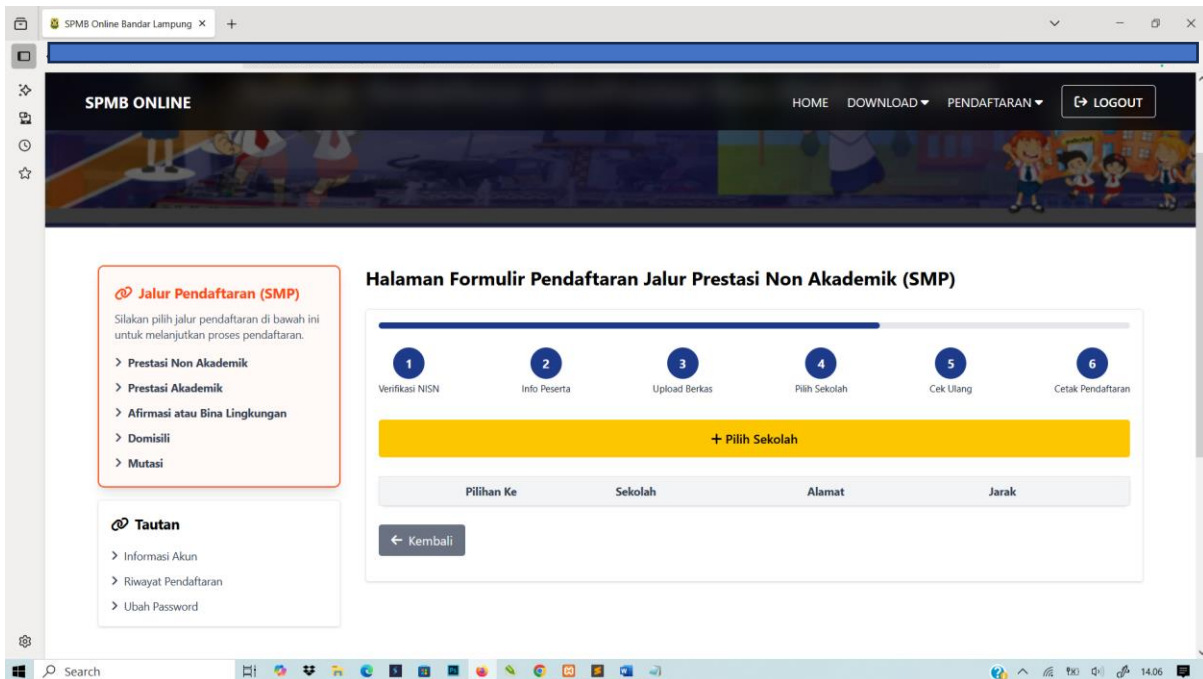 SPMB Online Bandar Lampung
SPMB ONLINE
HOME DOWNLOAD PENDAFTARAN LOGOUT
Jalur Pendaftaran (SMP)
Silakan pilih jalur pendaftaran di bawah ini
untuk melanjutkan proses pendaftaran.
Prestasi Non Akademik
Prestasi Akademik
Afirmasi atau Bina Lingkungan
Domisili
Mutasi
Tautan
Informasi Akun
Riwayat Pendaftaran
Ubah Password
Halaman Formulir Pendaftaran Jalur Prestasi Non Akademik (SMP)
1 2 3 4 5 6
Verifikasi NISN Info Peserta Upload Berkas Pilih Sekolah Cek Ulang Cetak Pendaftaran
+ Pilih Sekolah
Pilihan Ke Sekolah Alamat Jarak
← Kembali
Search
14.06